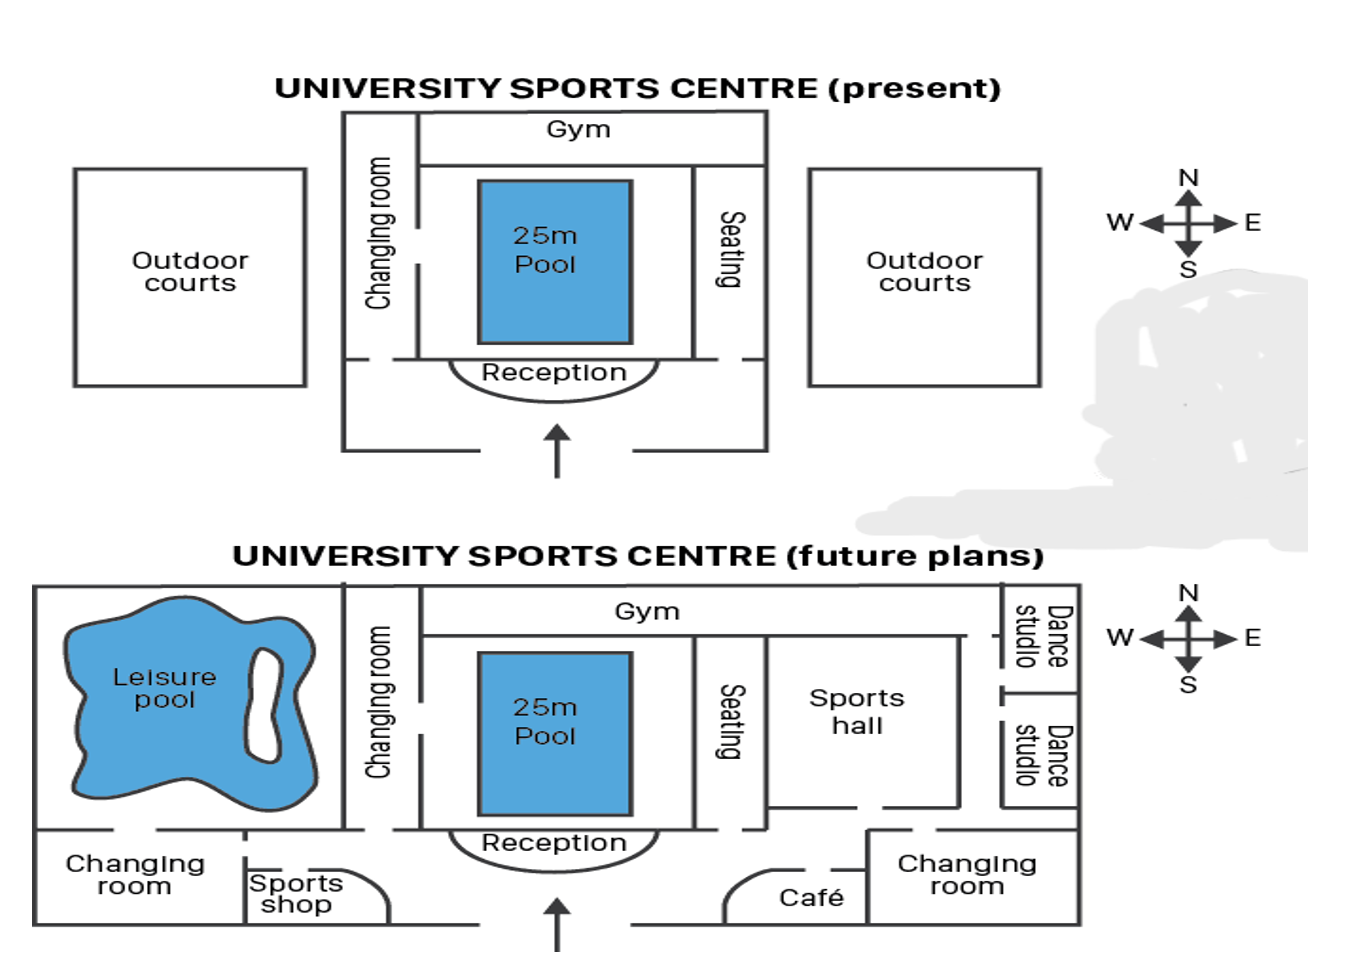 UNIVERSITY SPORTS CENTRE (present)
Gym
Changing room
25m
Pool
Seating
Outdoor
courts
Outdoor
courts
Reception
N
W E
S
UNIVERSITY SPORTS CENTRE (future plans)
Gym
Leisure
pool
Changing room
25m
Pool
Seating
Sports
hall
Dance
studio
Dance
studio
N
W E
S
Reception
Changing
room
Sports
shop
Café
Changing
room